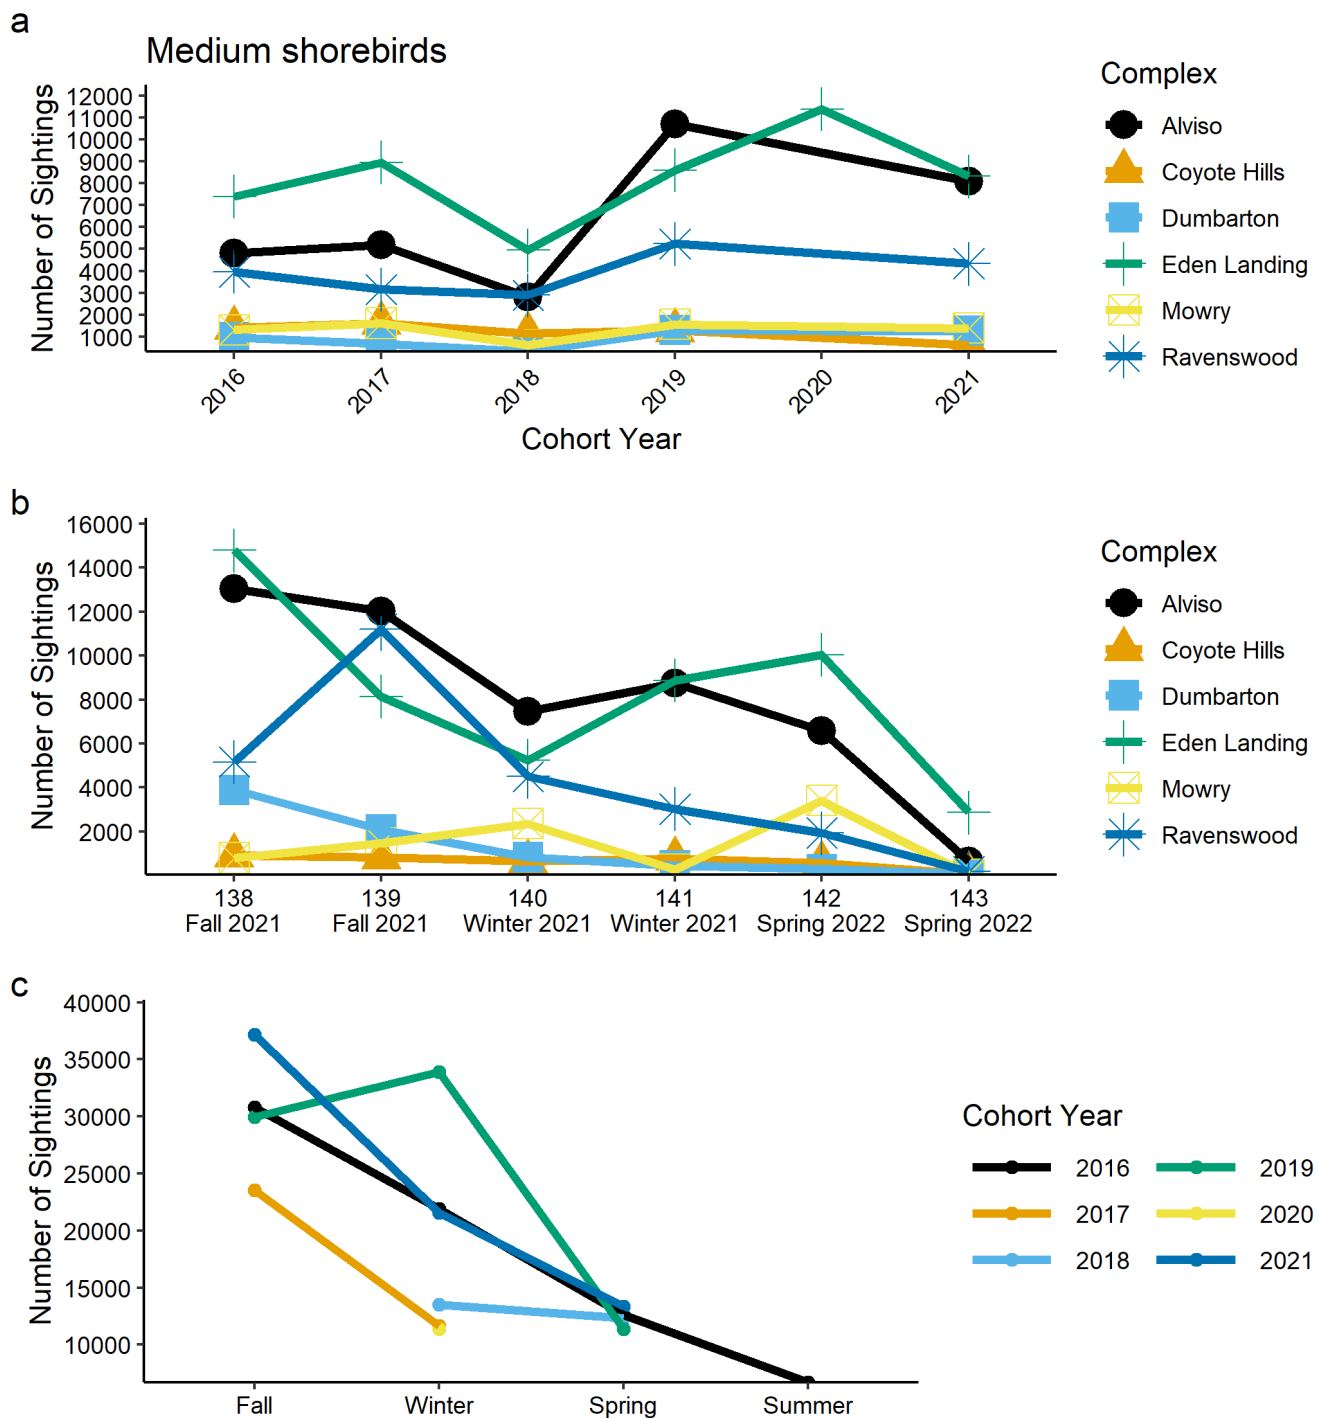 a
Medium shorebirds
Number of Sightings
12000
11000
10000
9000
8000
7000
6000
5000
4000
3000
2000
1000
2016
2017
2018
2019
2020
2021
Cohort Year
Complex
Alviso
Coyote Hills
Dumbarton
Eden Landing
Mowry
Ravenswood
b
Number of Sightings
16000
14000
12000
10000
8000
6000
4000
2000
138
Fall 2021
139
Fall 2021
140
Winter 2021
141
Winter 2021
142
Spring 2022
143
Spring 2022
Complex
Alviso
Coyote Hills
Dumbarton
Eden Landing
Mowry
Ravenswood
c
Number of Sightings
40000
35000
30000
25000
20000
15000
10000
Fall
Winter
Spring
Summer
Cohort Year
2016
2017
2018
2019
2020
2021